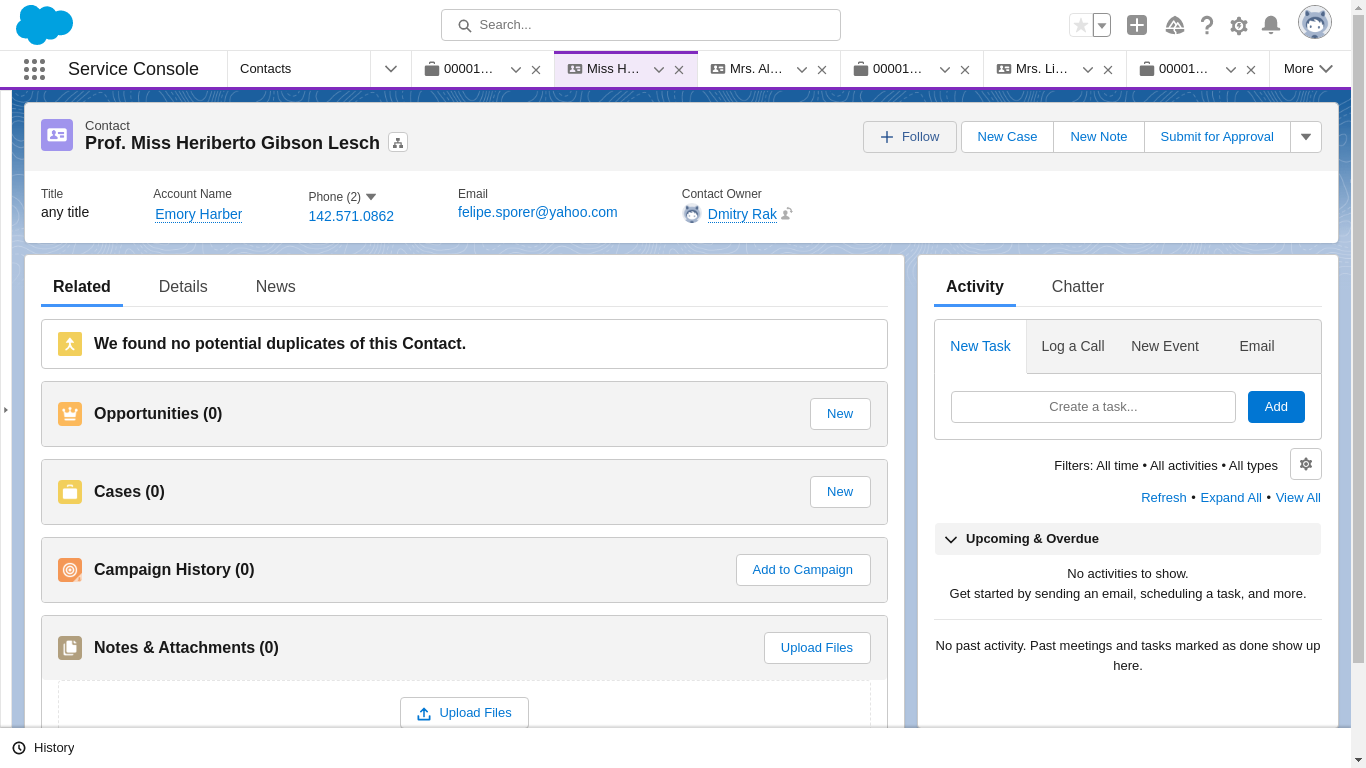 Search...
Service Console
Contacts
00001…
Miss H…
Mrs. Al…
00001…
Mrs. Li…
00001…
More
Contact
Prof. Miss Heriberto Gibson Lesch
Follow
New Case
New Note
Submit for Approval
Title
Account Name
Phone (2)
Email
Contact Owner
any title
Emory Harber
142.571.0862
felipe.sporer@yahoo.com
Dmitry Rak
Related
Details
News
We found no potential duplicates of this Contact.
Opportunities (0)
New
Cases (0)
New
Campaign History (0)
Add to Campaign
Notes & Attachments (0)
Upload Files
Upload Files
Activity
Chatter
New Task
Log a Call
New Event
Email
Create a task...
Add
Filters: All time • All activities • All types
Refresh • Expand All • View All
Upcoming & Overdue
No activities to show.
Get started by sending an email, scheduling a task, and more.
No past activity. Past meetings and tasks marked as done show up
here.
History